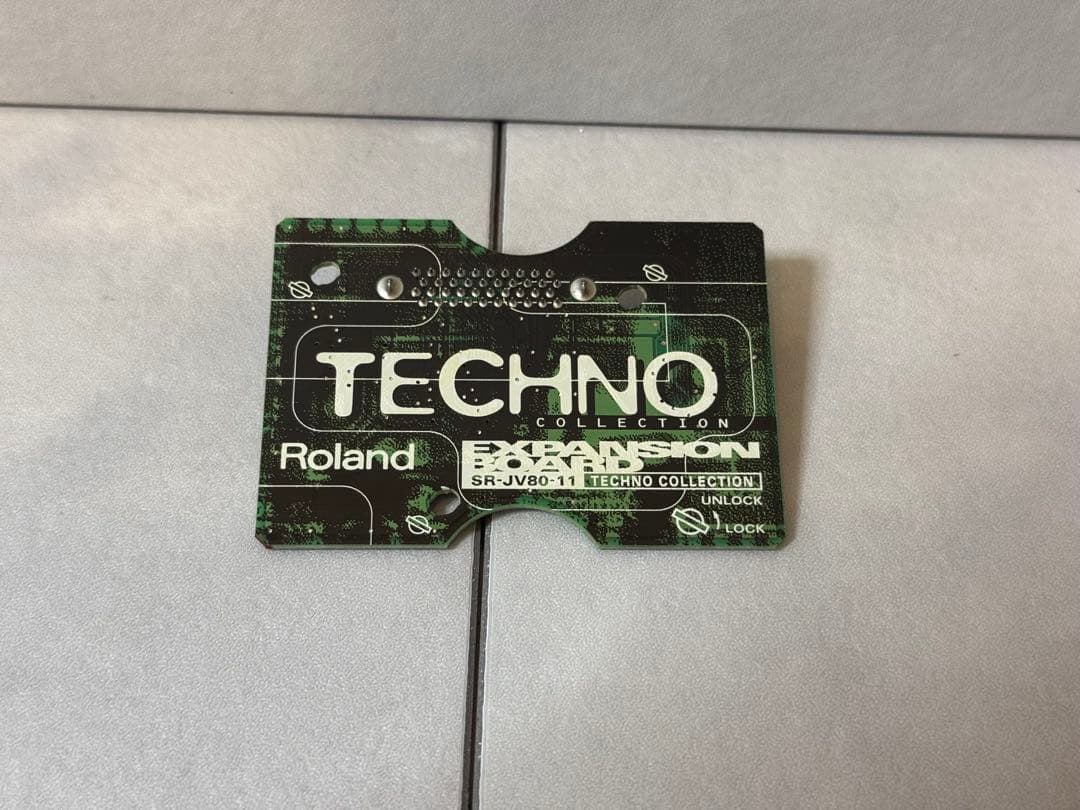 TECHNO
COLLECTION
Roland
EXPANSION
BOARD
SR-JV80-11 TECHNO COLLECTION
UNLOCK
LOCK